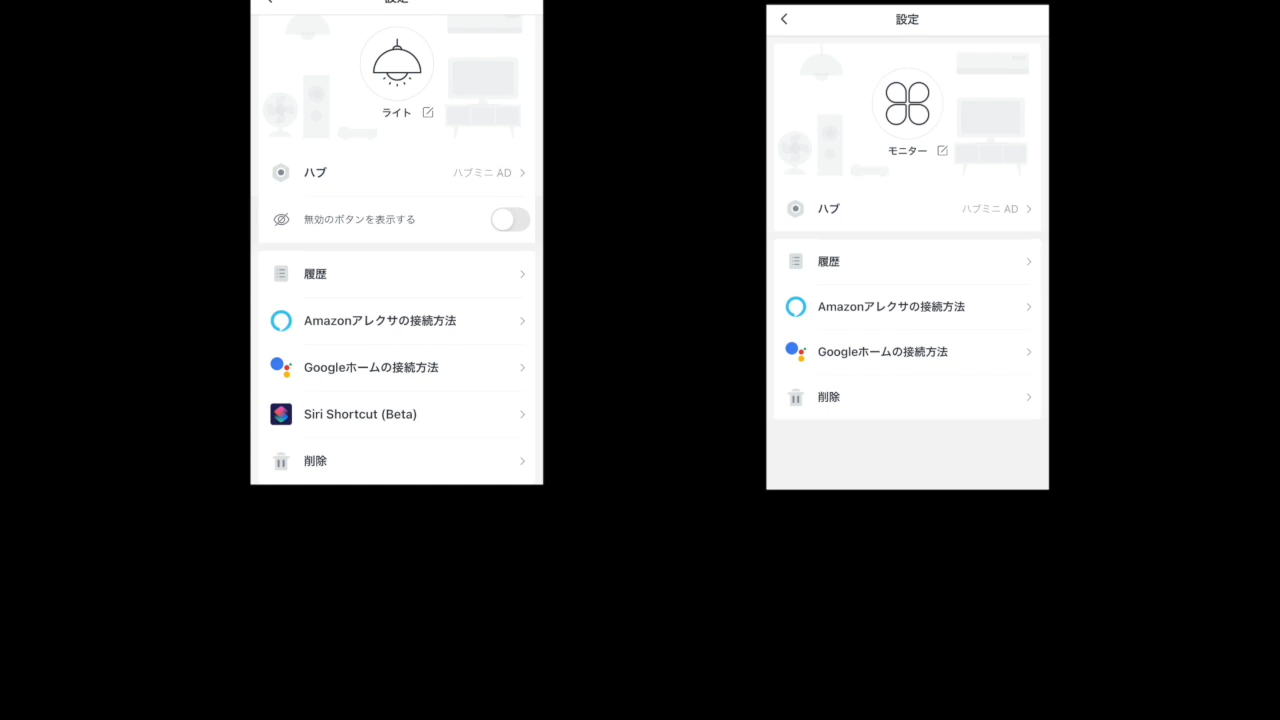 設定
ライト
ハブ ハブミニ AD
無効のボタンを表示する
履歴
Amazonアレクサの接続方法
Googleホームの接続方法
Siri Shortcut (Beta)
削除
設定
モニター
ハブ ハブミニ AD
履歴
Amazonアレクサの接続方法
Googleホームの接続方法
削除